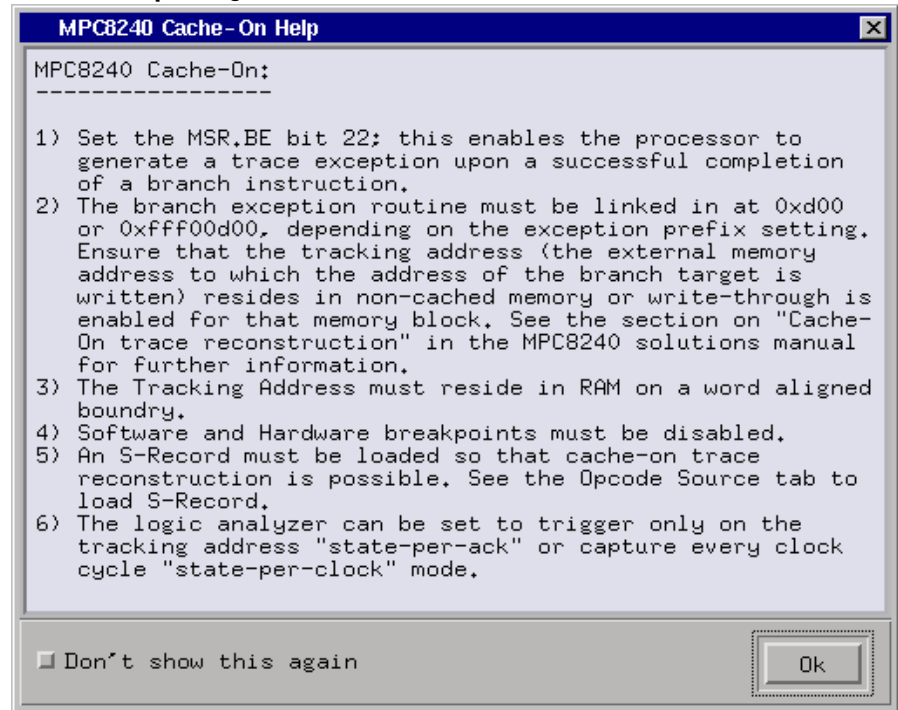 MPC8240 Cache-On Help
MPC8240 Cache-On:
-----------------
1) Set the MSR.BE bit 22; this enables the processor to
generate a trace exception upon a successful completion
of a branch instruction.
2) The branch exception routine must be linked in at 0xd00
or 0xfff00d00, depending on the exception prefix setting.
Ensure that the tracking address (the external memory
address to which the address of the branch target is
written) resides in non-cached memory or write-through is
enabled for that memory block. See the section on "Cache-
On trace reconstruction" in the MPC8240 solutions manual
for further information.
3) The Tracking Address must reside in RAM on a word aligned
boundry.
4) Software and Hardware breakpoints must be disabled.
5) An S-Record must be loaded so that cache-on trace
reconstruction is possible. See the Opcode Source tab to
load S-Record.
6) The logic analyzer can be set to trigger only on the
tracking address "state-per-ack" or capture every clock
cycle "state-per-clock" mode.
Don't show this again
Ok